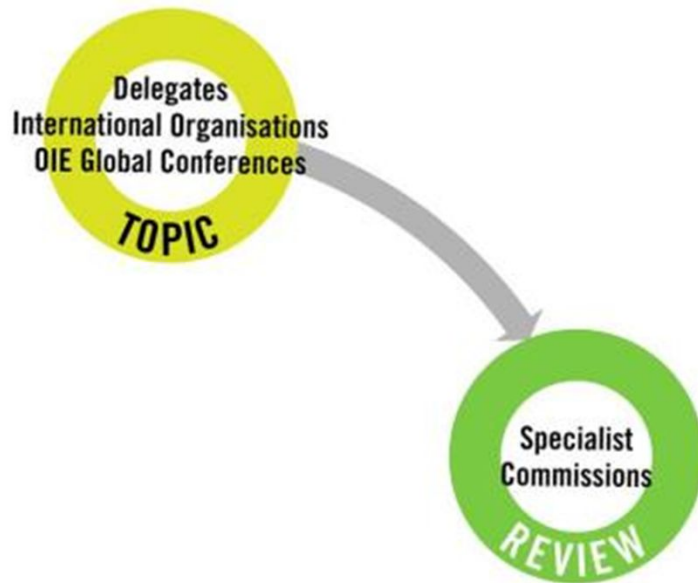 Delegates
International Organisations
OIE Global Conferences
TOPIC
Specialist
Commissions
REVIEW